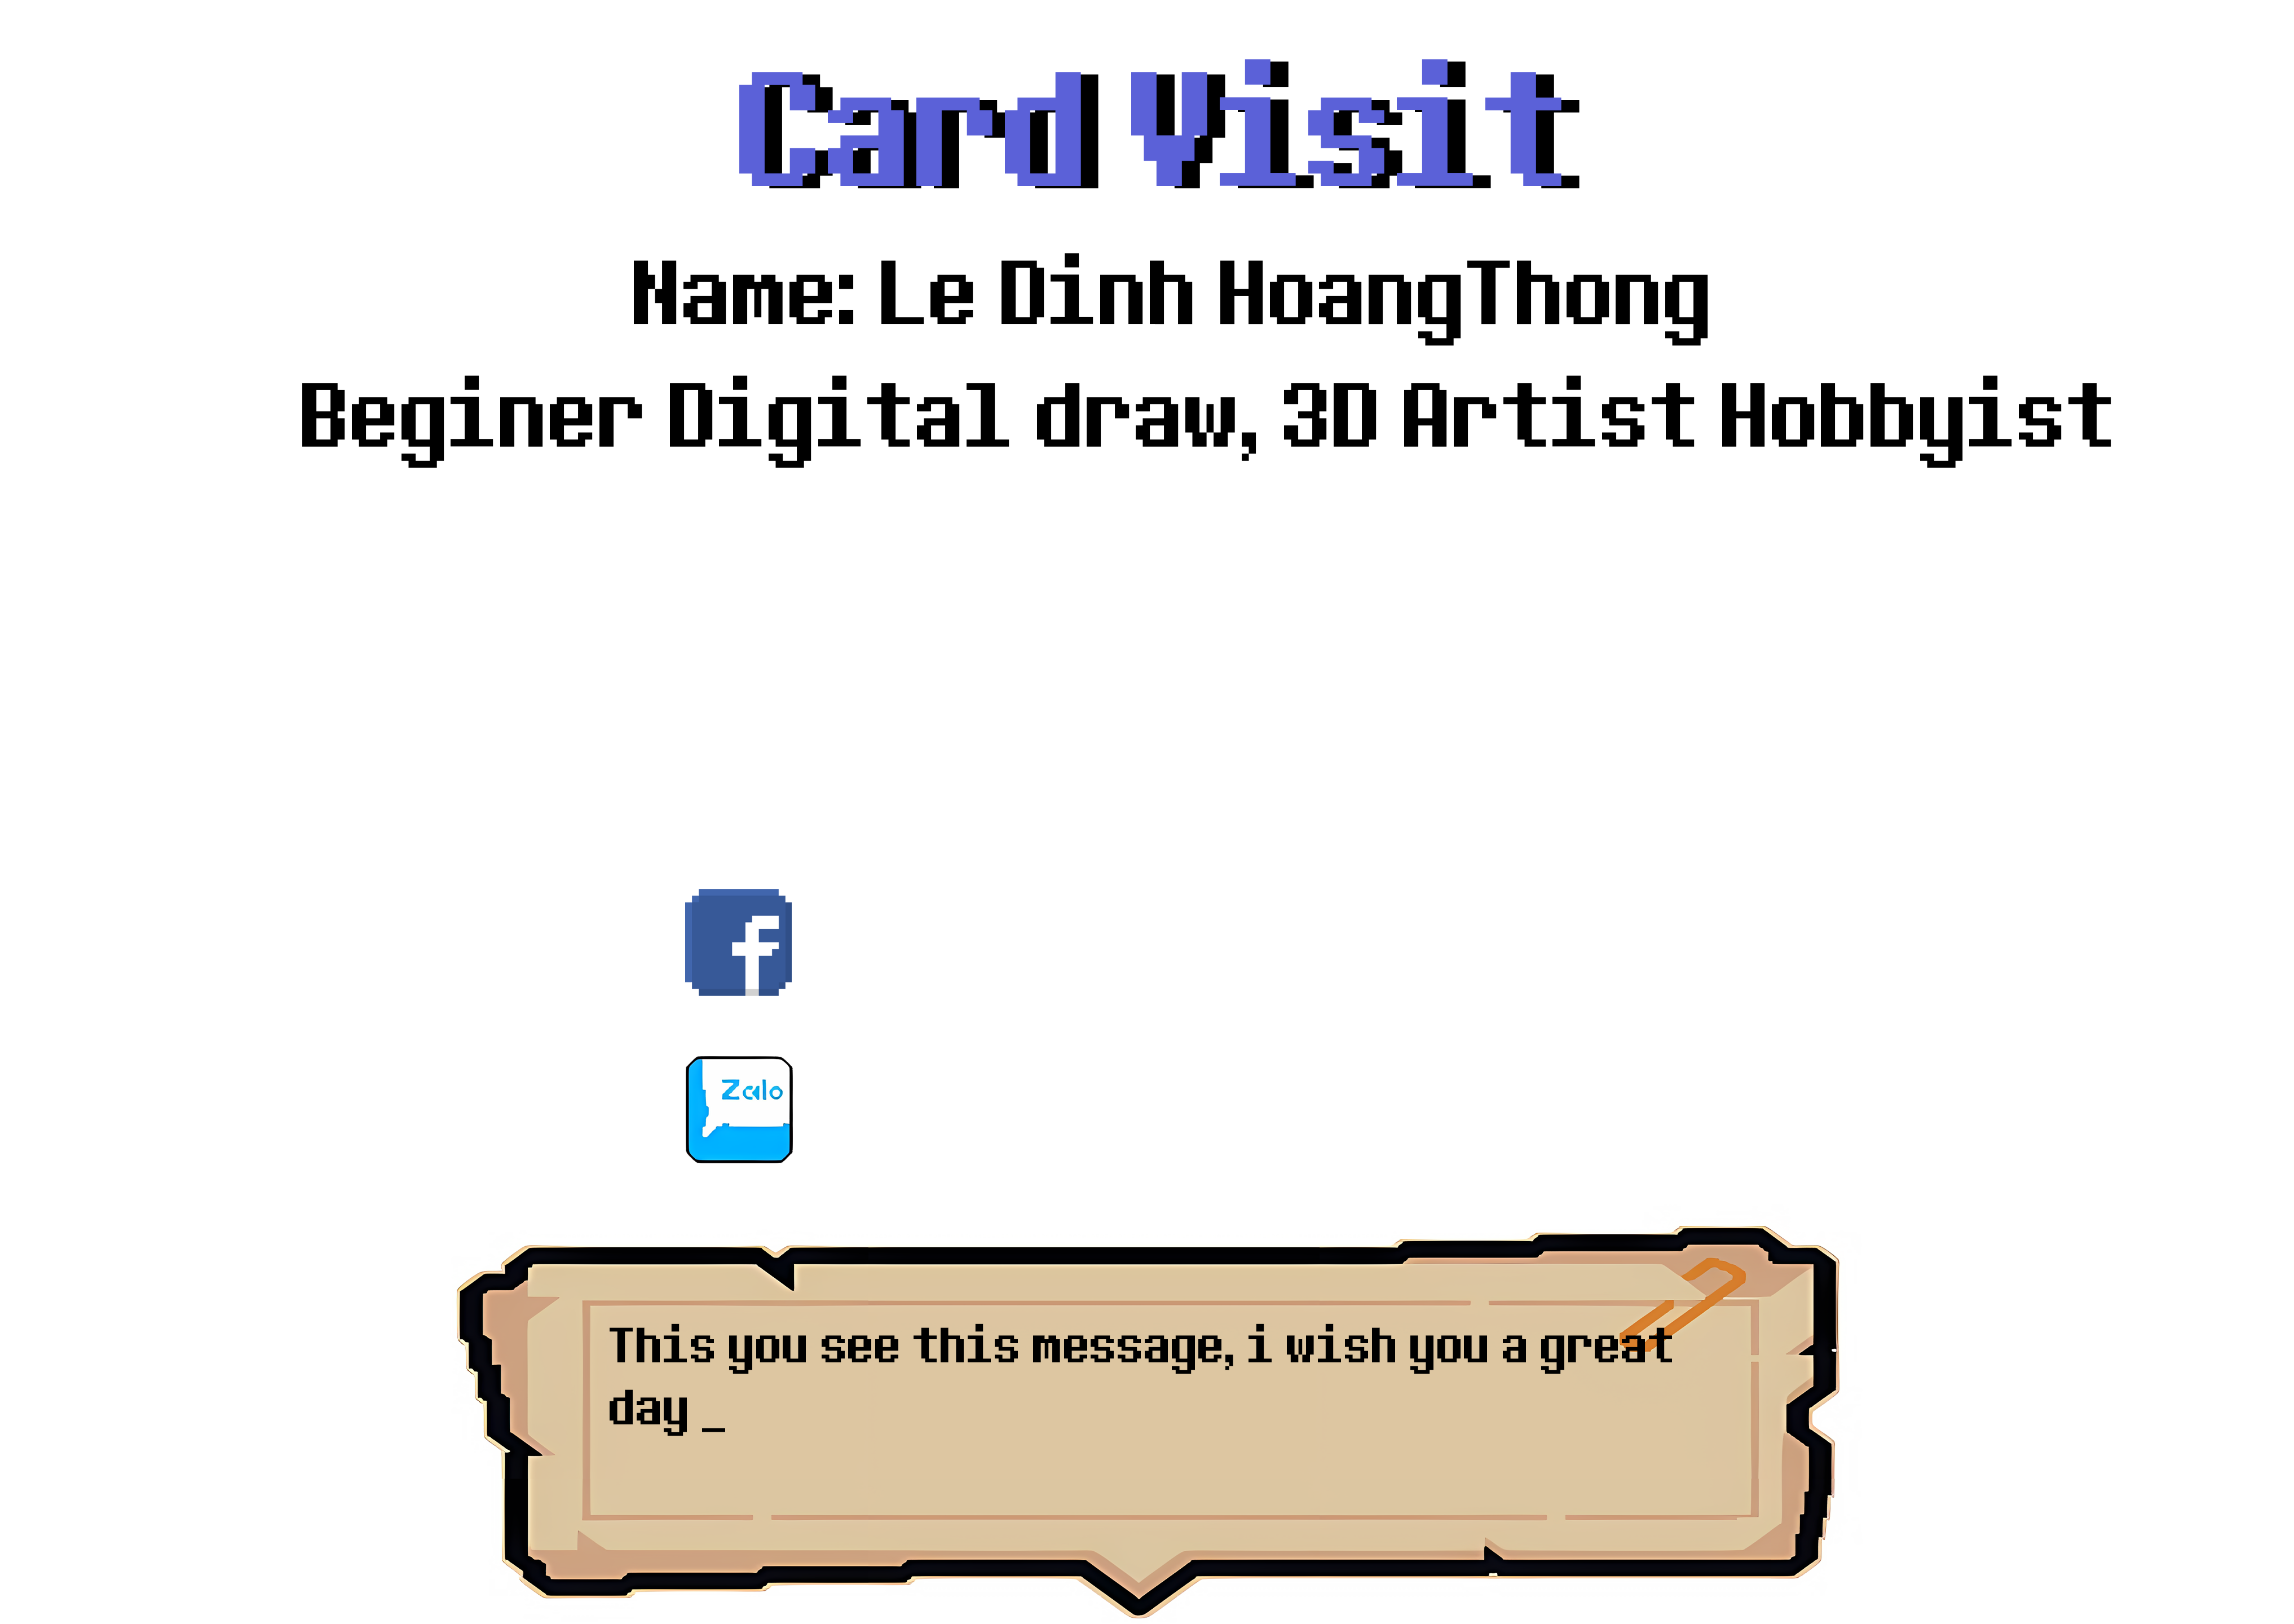 Card Visit
Name: Le Dinh HoangThong
Beginer Digital draw, 3D Artist Hobbyist
f
Zalo
This you see this message, i wish you a great
day _